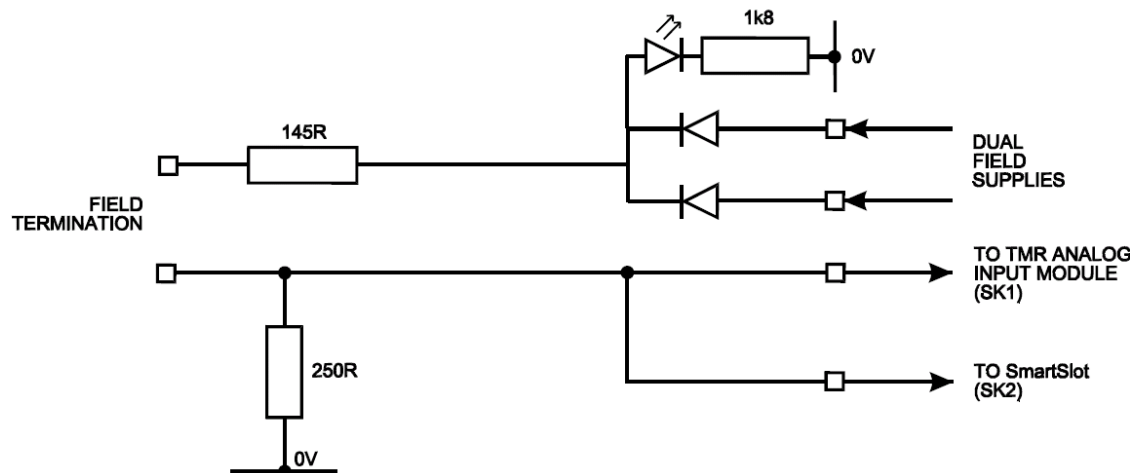 1k8
0V
145R
DUAL
FIELD
SUPPLIES
FIELD
TERMINATION
TO TMR ANALOG
INPUT MODULE
(SK1)
250R
TO SmartSlot
(SK2)
0V